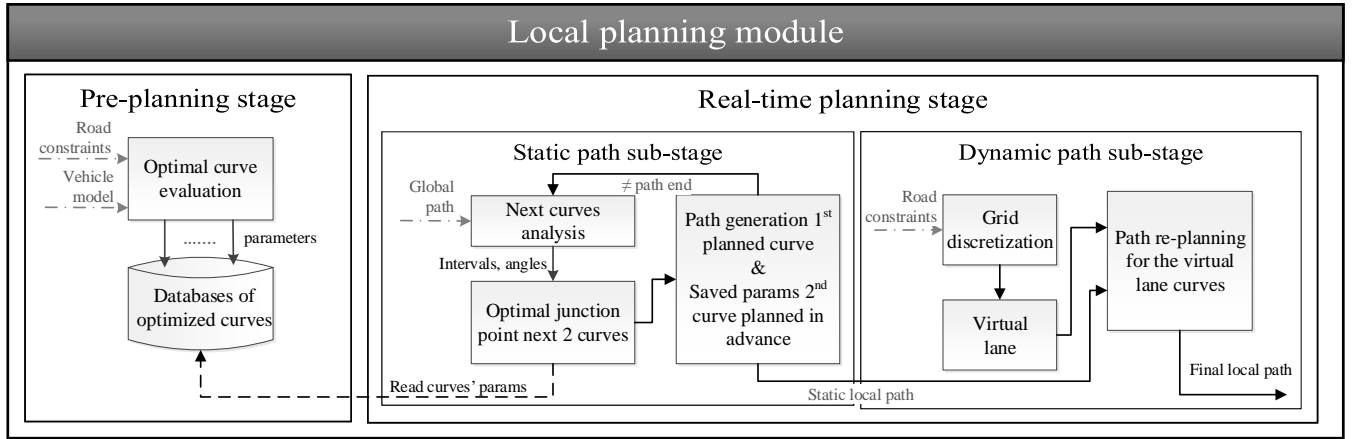 Local planning module
Pre-planning stage
Road
constraints
Vehicle
model
Optimal curve
evaluation
.......
parameters
Databases of
optimized curves
Real-time planning stage
Static path sub-stage
Global
path
≠ path end
Next curves
analysis
Intervals, angles
Optimal junction
point next 2 curves
Read curves' params
Path generation 1st
planned curve
&
Saved params 2nd
curve planned in
advance
Static local path
Dynamic path sub-stage
Road
constraints
Grid
discretization
Virtual
lane
Path re-planning
for the virtual
lane curves
Final local path